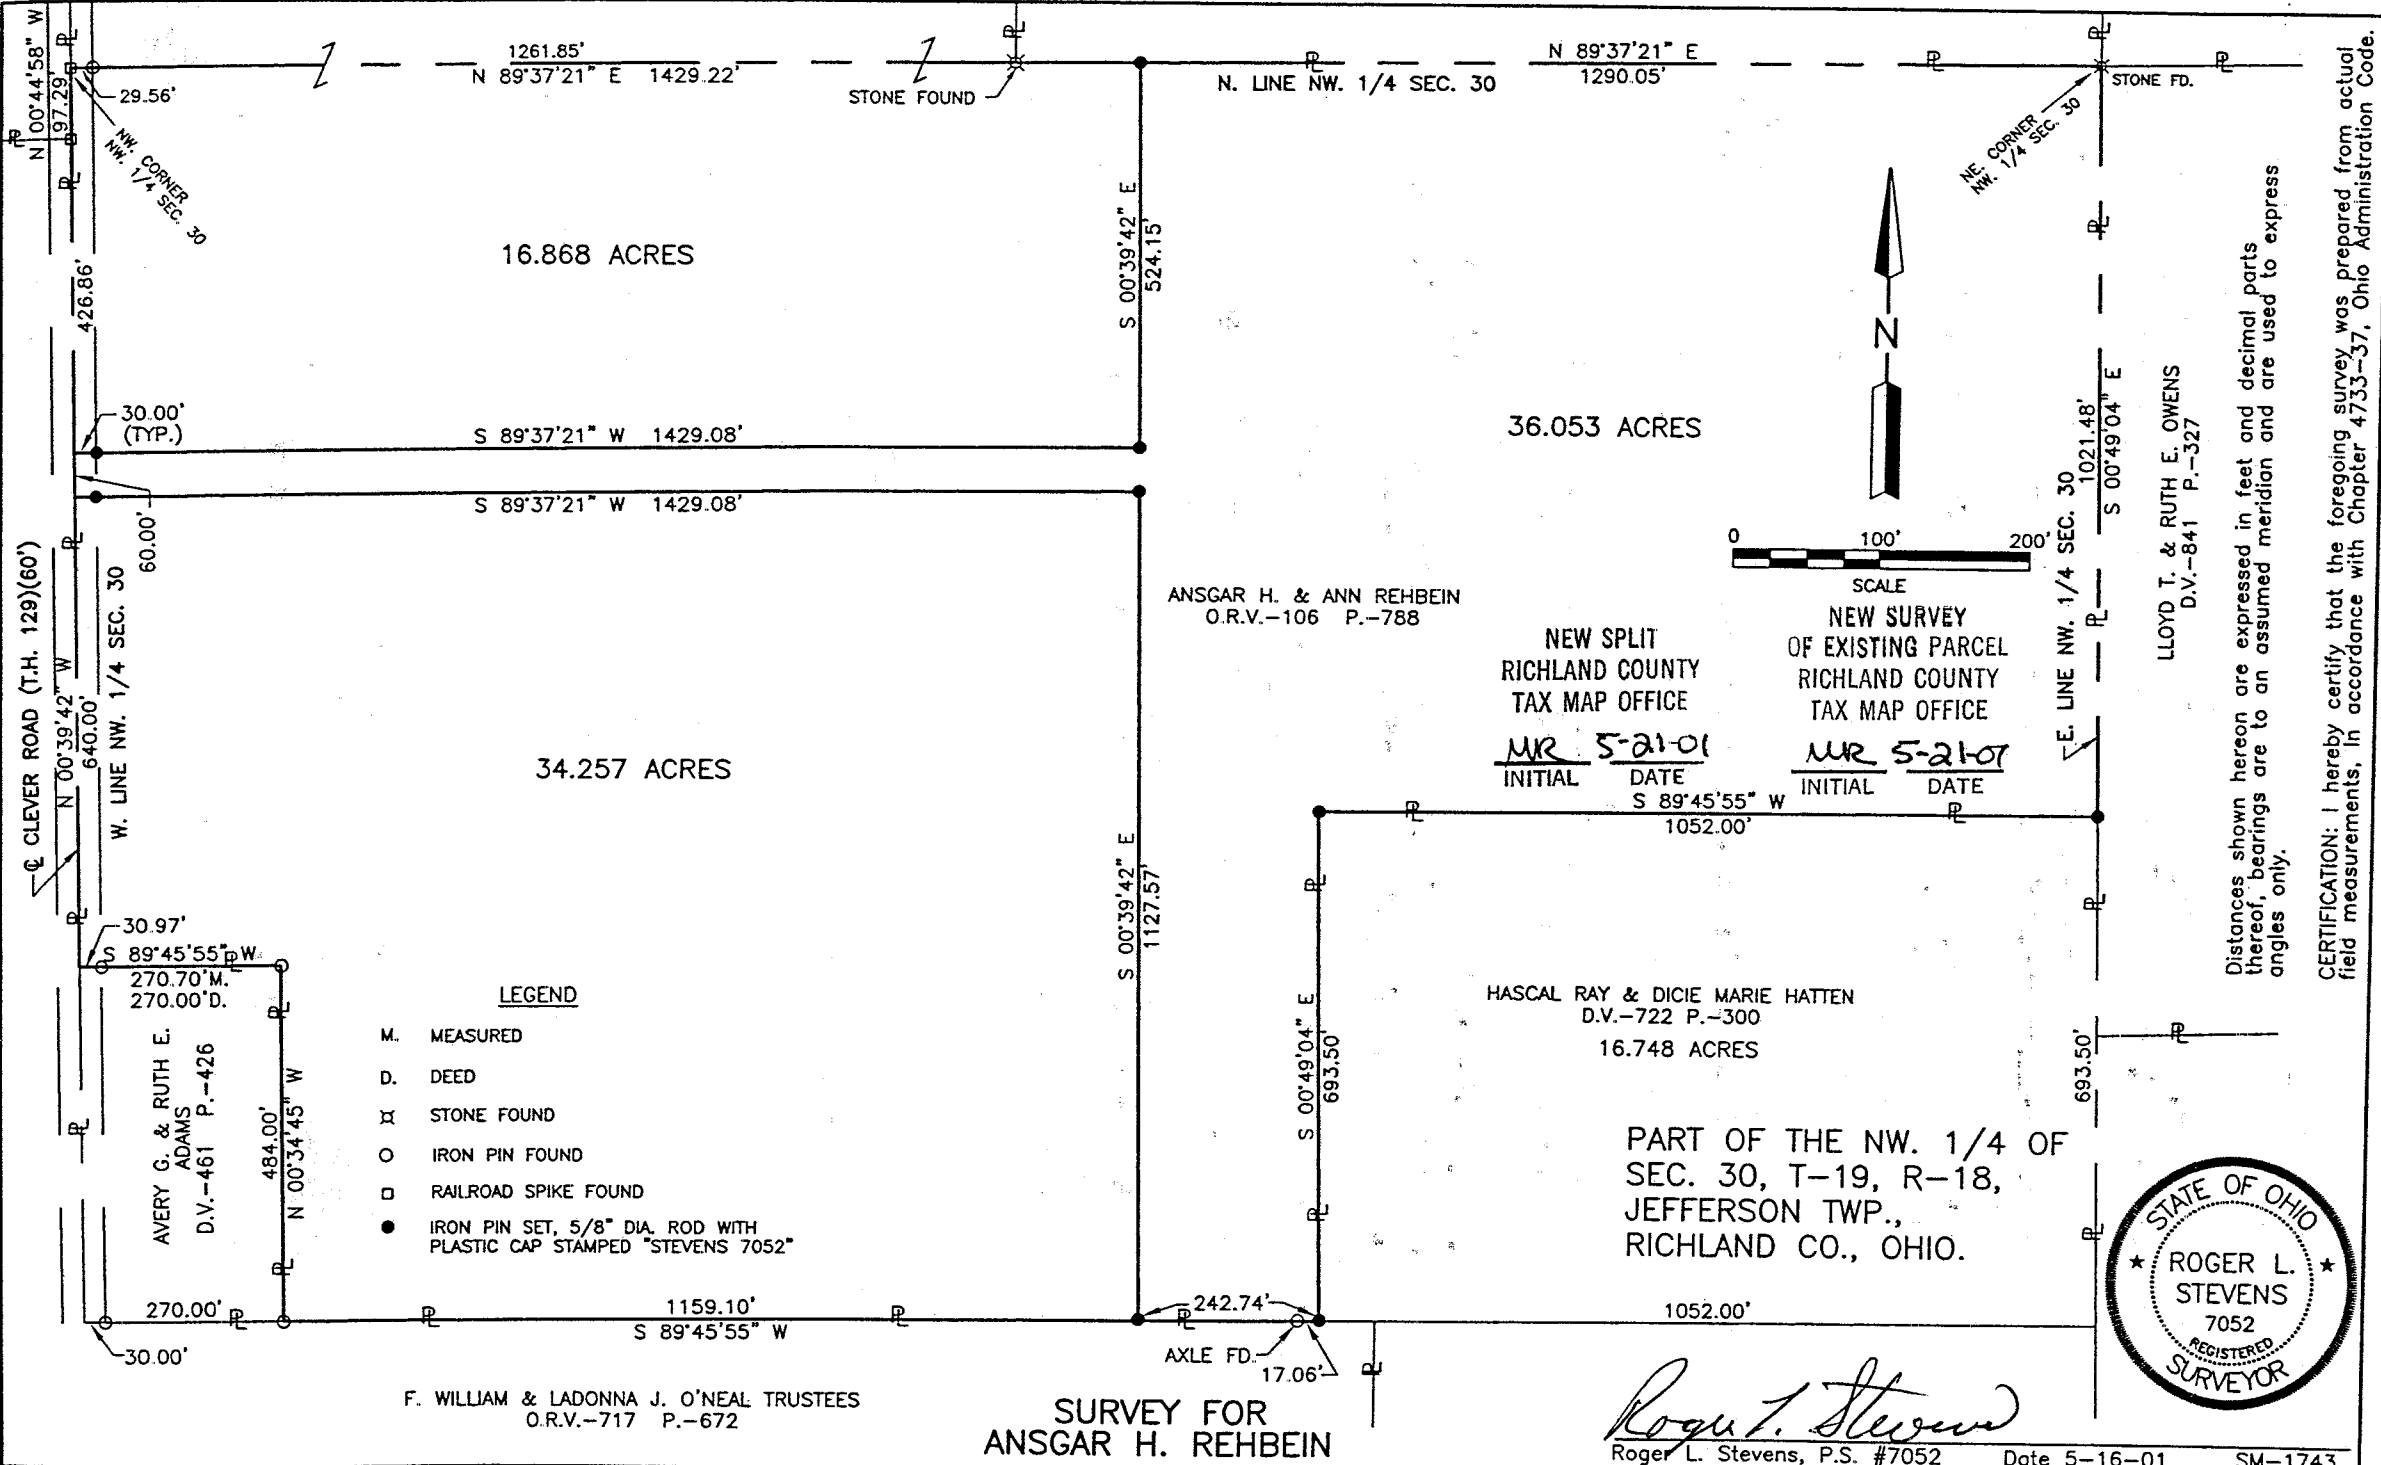 N 00°44'58" W
97.29'
29.56'
NW. CORNER
NW. 1/4 SEC. 30
1261.85'
N 89°37'21" E 1429.22'
STONE FOUND
N. LINE NW. 1/4 SEC. 30
N 89°37'21" E
1290.05'
STONE FD.
NE. CORNER
NW. 1/4 SEC. 30
426.86'
16.868 ACRES
S 00°39'42" E
524.15'
30.00'
(TYP.)
S 89°37'21" W 1429.08'
S 89°37'21" W 1429.08'
60.00'
36.053 ACRES
N
0 100' 200'
SCALE
E. LINE NW. 1/4 SEC. 30
1021.48'
S 00°49'04" E
LLOYD T. & RUTH E. OWENS
D.V.-841 P.-327
Distances shown hereon are expressed in feet and decimal parts
thereof, bearings are to an assumed meridian and are used to express
angles only.
CERTIFICATION: I hereby certify that the foregoing survey was prepared from actual
field measurements, In accordance with Chapter 4733-37, Ohio Administration Code.
℄ CLEVER ROAD (T.H. 129)(60')
N 00°39'42" W
640.00'
W. LINE NW. 1/4 SEC. 30
34.257 ACRES
ANSGAR H. & ANN REHBEIN
O.R.V.-106 P.-788
NEW SPLIT
RICHLAND COUNTY
TAX MAP OFFICE
MR 5-21-01
INITIAL DATE
NEW SURVEY
OF EXISTING PARCEL
RICHLAND COUNTY
TAX MAP OFFICE
MR 5-21-01
INITIAL DATE
S 89°45'55" W
1052.00'
S 00°39'42" E
1127.57'
30.97'
S 89°45'55" W
270.70'M.
270.00'D.
AVERY G. & RUTH E.
ADAMS
D.V.-461 P.-426
484.00'
N 00°34'45" W
LEGEND
M. MEASURED
D. DEED
STONE FOUND
IRON PIN FOUND
RAILROAD SPIKE FOUND
IRON PIN SET, 5/8" DIA. ROD WITH
PLASTIC CAP STAMPED "STEVENS 7052"
S 00°49'04" E
693.50'
HASCAL RAY & DICIE MARIE HATTEN
D.V.-722 P.-300
16.748 ACRES
693.50'
PART OF THE NW. 1/4 OF
SEC. 30, T-19, R-18,
JEFFERSON TWP.,
RICHLAND CO., OHIO.
STATE OF OHIO
ROGER L.
STEVENS
7052
REGISTERED
SURVEYOR
270.00'
30.00'
1159.10'
S 89°45'55" W
242.74'
AXLE FD.
17.06'
1052.00'
F. WILLIAM & LADONNA J. O'NEAL TRUSTEES
O.R.V.-717 P.-672
SURVEY FOR
ANSGAR H. REHBEIN
Roger L. Stevens
Roger L. Stevens, P.S. #7052 Date 5-16-01 SM-1743